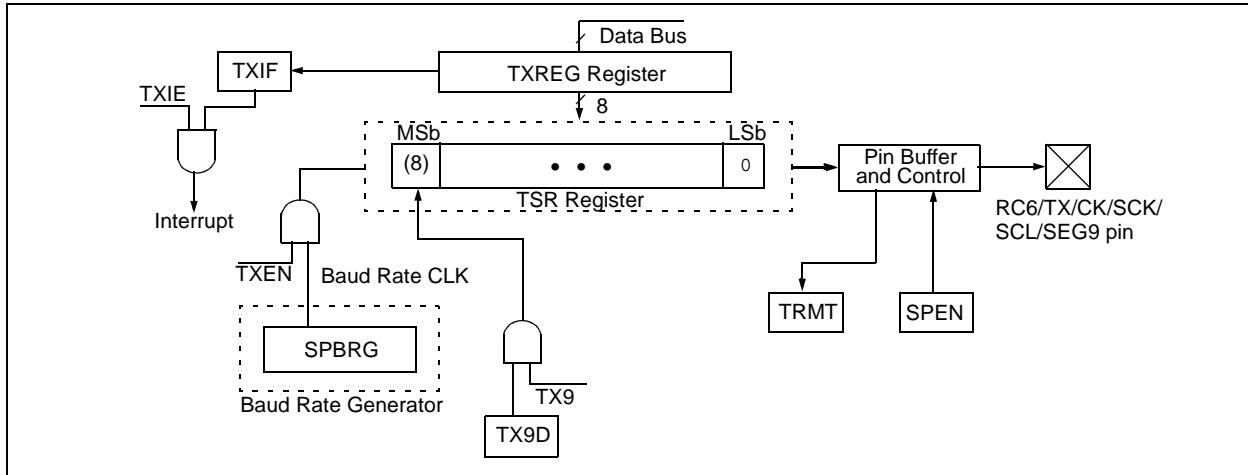 Data Bus
TXIF
TXREG Register
TXIE
8
MSb
LSb
(8)
• • •
0
Pin Buffer
and Control
TSR Register
Interrupt
RC6/TX/CK/SCK/
SCL/SEG9 pin
TXEN
Baud Rate CLK
TRMT
SPEN
SPBRG
TX9
Baud Rate Generator
TX9D